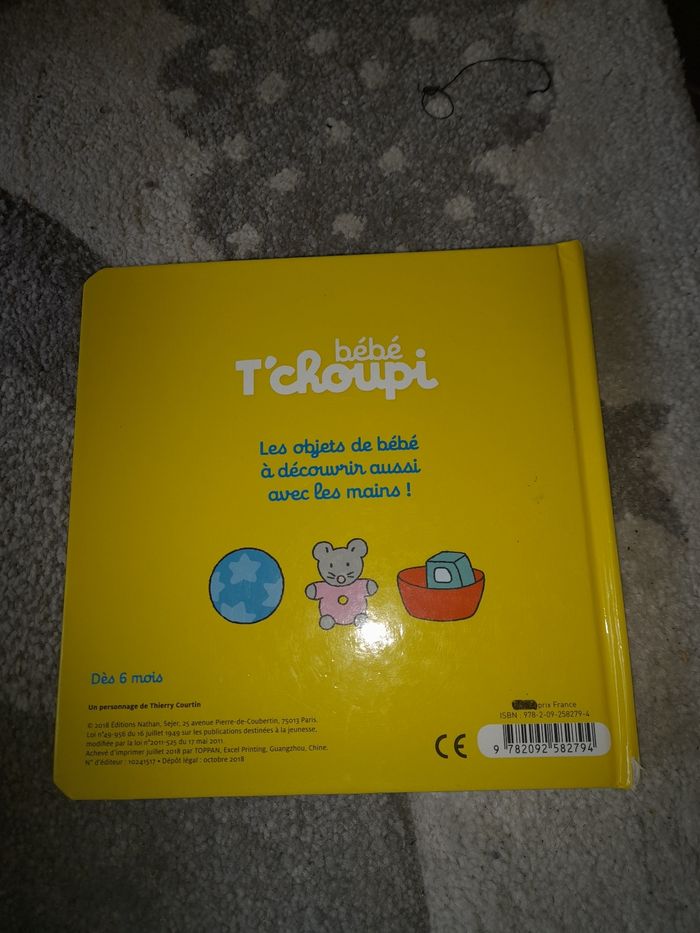 bébé
T'choupi
Les objets de bébé
à découvrir aussi
avec les mains !
Dès 6 mois
Un personnage de Thierry Courtin
© 2018 Éditions Nathan, Sejer, 25 avenue Pierre-de-Coubertin, 75013 Paris.
Loi n°49-956 du 16 juillet 1949 sur les publications destinées à la jeunesse,
modifiée par la loi n°2011-525 du 17 mai 2011.
Achevé d'imprimer juillet 2018 par TOPPAN, Excel Printing, Guangzhou, Chine.
N° d'éditeur : 10241517 • Dépôt légal : octobre 2018
prix France
ISBN : 978-2-09-258279-4
CE
9 782092 582794